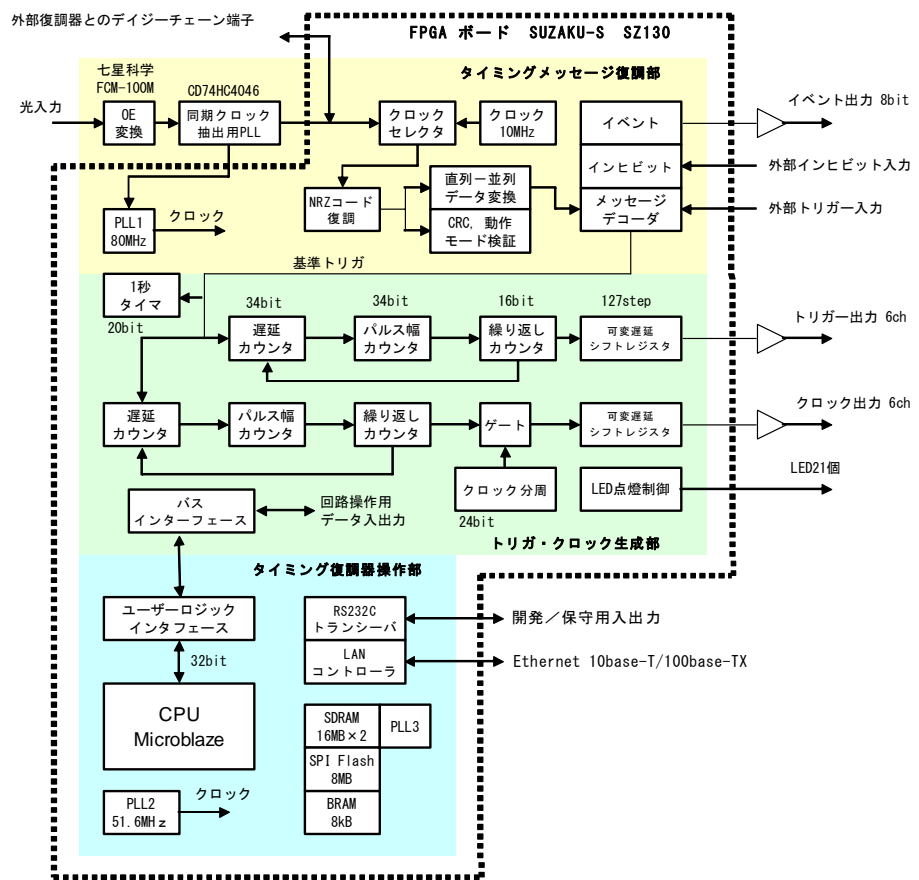 外部復調器とのデイジーチェーン端子
FPGA ボード SUZAKU-S SZ130
七星科学
FCM-100M
CD74HC4046
タイミングメッセージ復調部
光入力
OE
変換
同期クロック
抽出用PLL
クロック
セレクタ
クロック
10MHz
イベント
イベント出力 8bit
インヒビット
外部インヒビット入力
メッセージ
デコーダ
外部トリガー入力
NRZコード
復調
直列－並列
データ変換
CRC, 動作
モード検証
PLL1
80MHz
クロック
基準トリガ
1秒
タイマ
20bit
34bit
34bit
16bit
127step
遅延
カウンタ
パルス幅
カウンタ
繰り返し
カウンタ
可変遅延
シフトレジスタ
トリガー出力 6ch
遅延
カウンタ
パルス幅
カウンタ
繰り返し
カウンタ
ゲート
可変遅延
シフトレジスタ
クロック出力 6ch
クロック分周
24bit
LED点燈制御
LED21個
バス
インターフェース
回路操作用
データ入出力
トリガ・クロック生成部
タイミング復調器操作部
ユーザーロジック
インタフェース
32bit
RS232C
トランシーバ
開発／保守用入出力
LAN
コントローラ
Ethernet 10base-T/100base-TX
CPU
Microblaze
SDRAM
16MB×2
PLL3
SPI Flash
8MB
BRAM
8kB
PLL2
51.6MHz
クロック